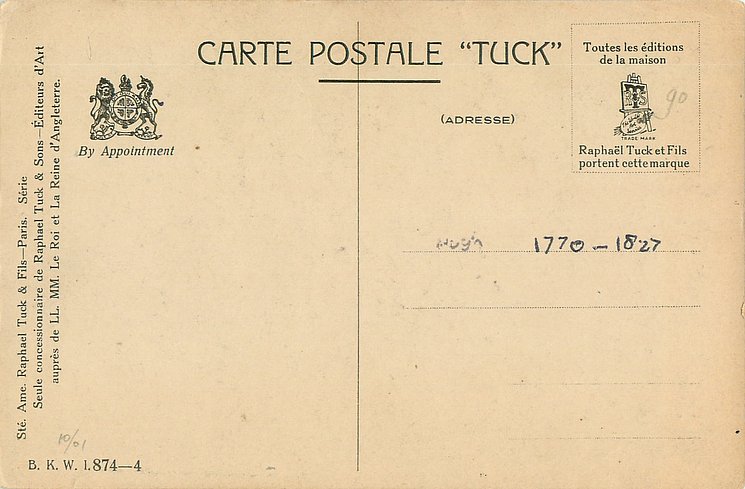 CARTE POSTALE “TUCK”
Toutes les éditions
de la maison
90
TRADE MARK
Raphaël Tuck et Fils
portent cette marque
By Appointment
(ADRESSE)
1770 – 1827
Sté. Ame. Raphael Tuck & Fils—Paris. Série
Seule concessionnaire de Raphael Tuck & Sons—Éditeurs d'Art
auprès de LL. MM. Le Roi et La Reine d'Angleterre.
10/01
B. K. W. I. 874—4